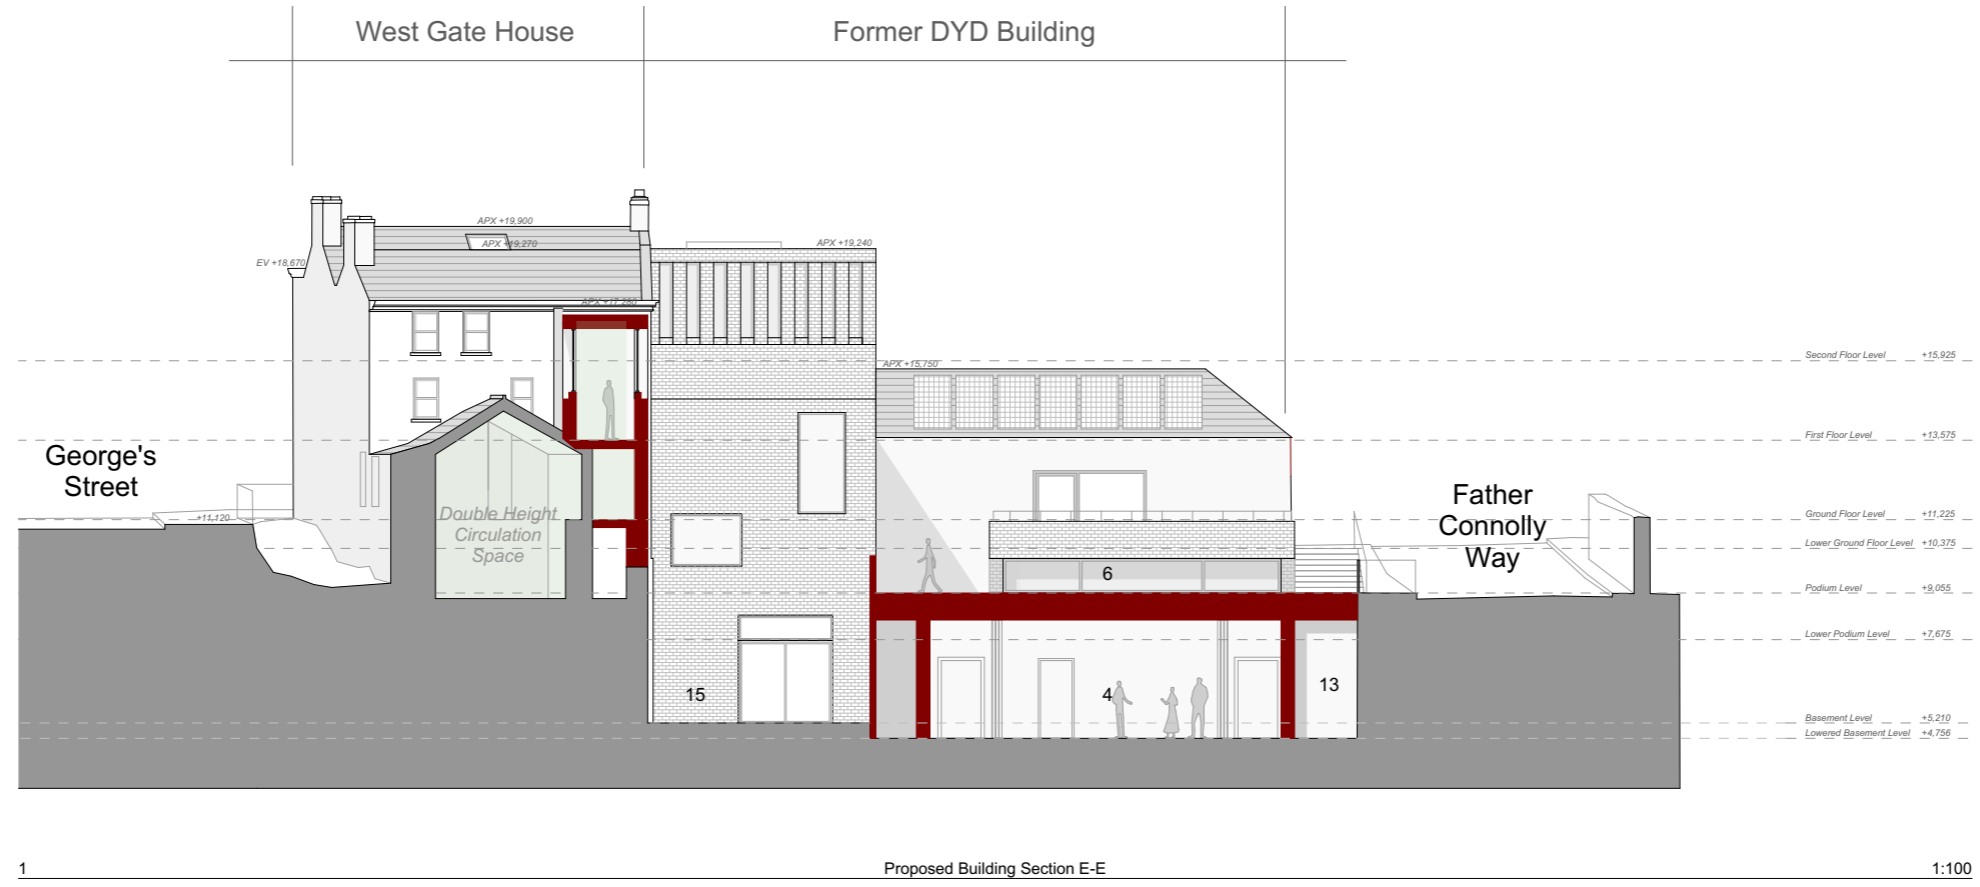 West Gate House
Former DYD Building
APX +19,900
APX +19,270
APX +19,240
EV +18,670
APX +17,280
Second Floor Level +15,925
APX +15,750
First Floor Level +13,575
George's
Street
Father
Connolly
Way
+11,120
Double Height
Circulation
Space
Ground Floor Level +11,225
Lower Ground Floor Level +10,375
6
Podium Level +9,055
Lower Podium Level +7,675
15
4
13
Basement Level +5,210
Lowered Basement Level +4,756
1
Proposed Building Section E-E
1:100